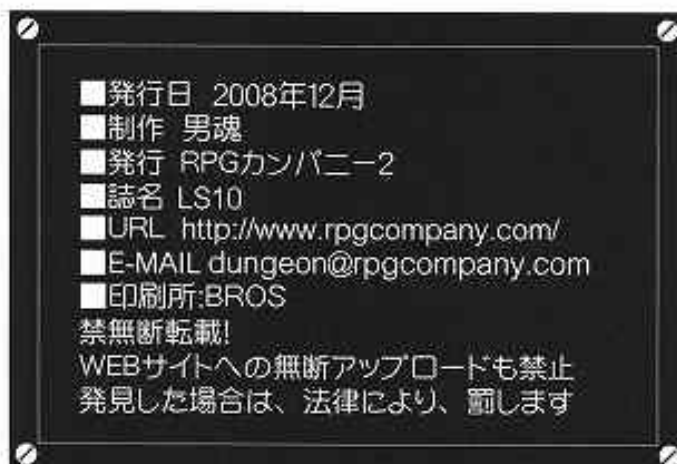 ■発行日 2008年12月
■制作 男魂
■発行 RPGカンパニー2
■誌名 LS10
■URL http://www.rpgcompany.com/
■E-MAIL dungeon@rpgcompany.com
■印刷所:BROS
禁無断転載!
WEBサイトへの無断アップロードも禁止
発見した場合は、法律により、罰します